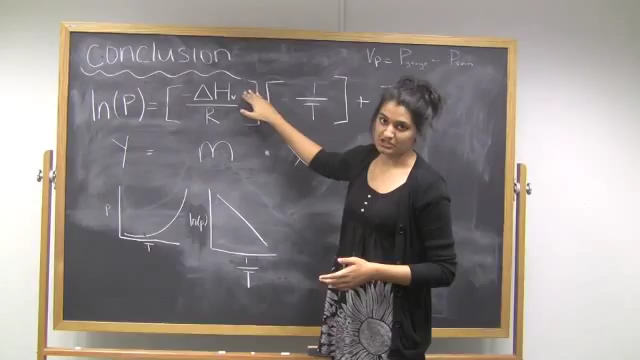 Conclusion
Vp = Pgauge - Patm
ln(P) = [-ΔHv/R] [1/T] +
y = m · x
P
T
ln(P)
1/T